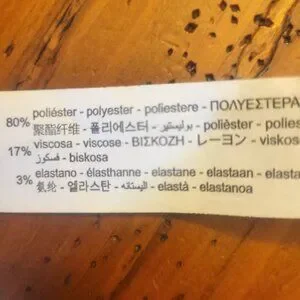 80% poliéster - polyester - poliestere - ΠΟΛΥΕΣΤΕΡΑ
聚酯纤维 - 폴리에스터 - بوليستير - polièster - polies
17% viscosa - viscose - ΒΙΣΚΟΖΗ - レーヨン - viskos
فسكوز - biskosa
3% elastano - élasthanne - elastane - elastaan - elasta
氨纶 - 엘라스탄 - اليستانه - elastà - elastanoa